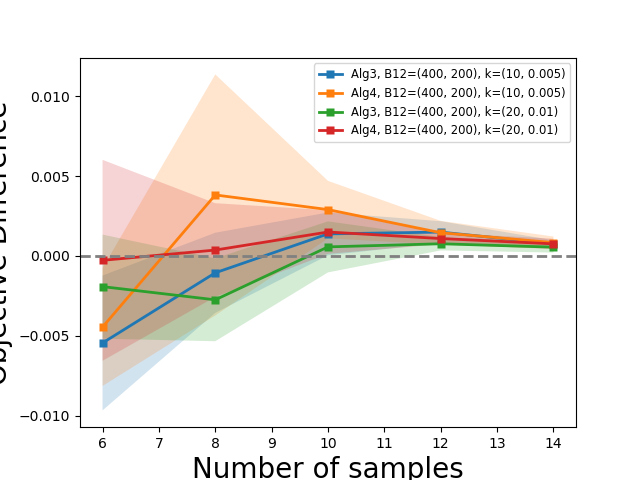 Alg3, B12=(400, 200), k=(10, 0.005)
Alg4, B12=(400, 200), k=(10, 0.005)
Alg3, B12=(400, 200), k=(20, 0.01)
Alg4, B12=(400, 200), k=(20, 0.01)
0.010
0.005
0.000
−0.005
−0.010
Objective Difference
6 7 8 9 10 11 12 13 14
Number of samples